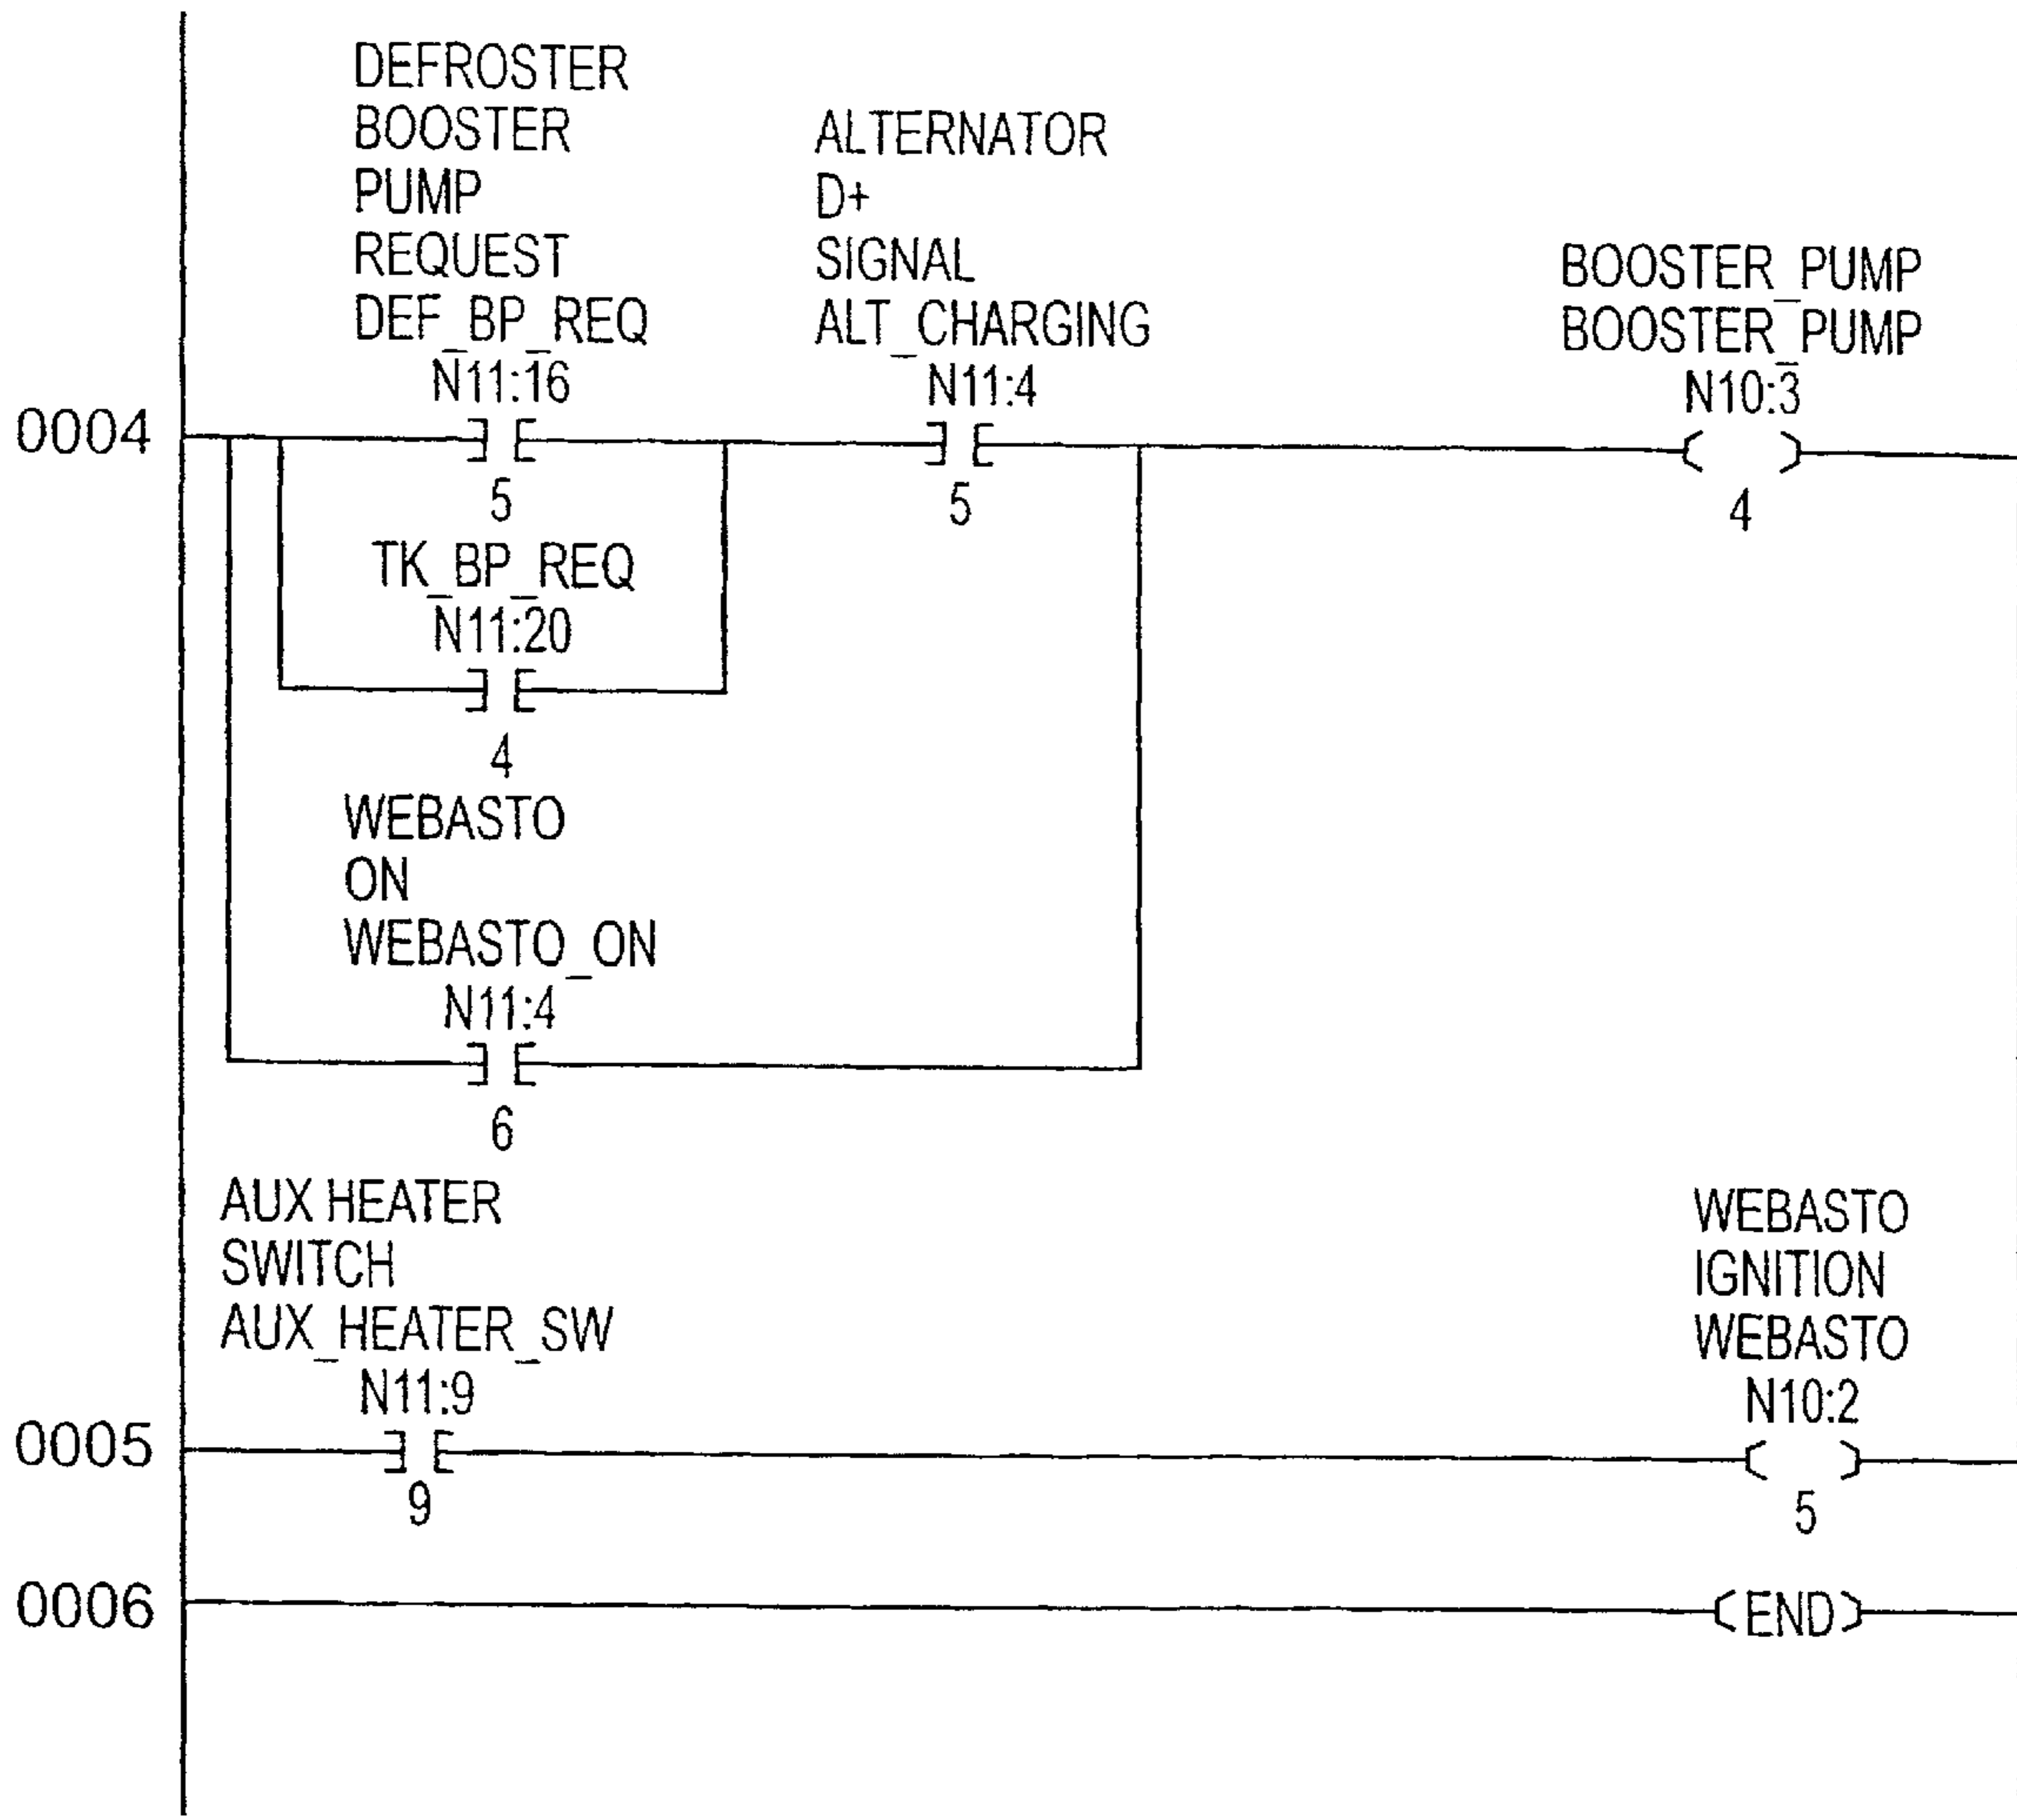 DEFROSTER
BOOSTER
PUMP
REQUEST
DEF_BP_REQ
N11:16
5
ALTERNATOR
D+
SIGNAL
ALT_CHARGING
N11:4
5
BOOSTER_PUMP
BOOSTER_PUMP
N10:3
4
0004
TK_BP_REQ
N11:20
4
WEBASTO
ON
WEBASTO_ON
N11:4
6
AUX HEATER
SWITCH
AUX_HEATER_SW
N11:9
9
WEBASTO
IGNITION
WEBASTO
N10:2
5
0005
0006
END